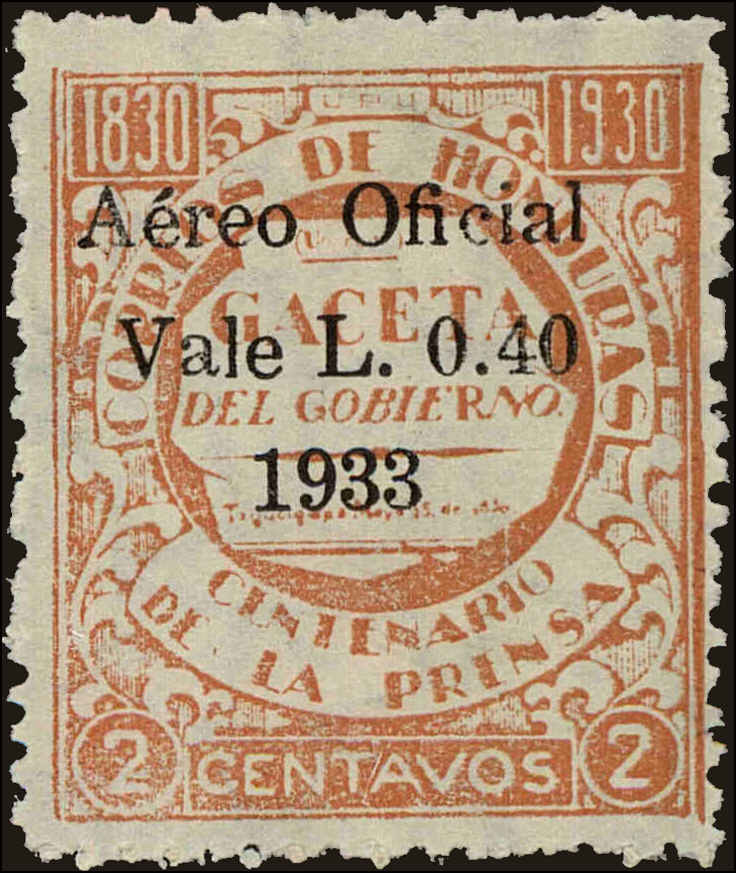 1830 1930
U.P.U.
CORREOS DE HONDURAS
Aéreo Oficial
GACETA
Vale L. 0.40
DEL GOBIERNO.
1933
CENTENARIO
DE LA PRENSA
2 CENTAVOS 2